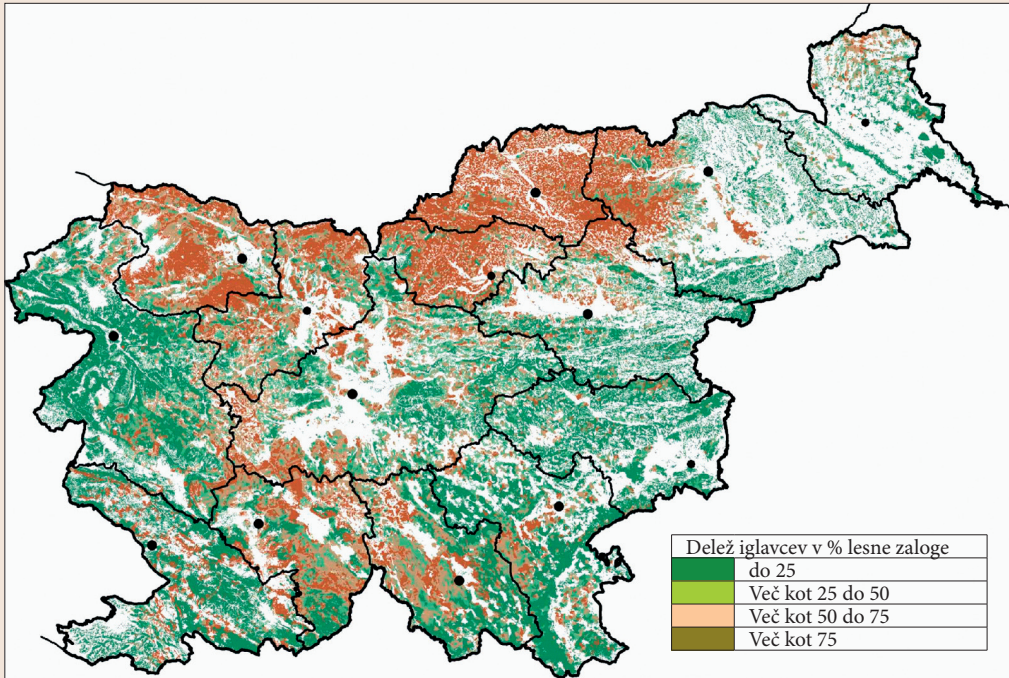 Delež iglavcev v % lesne zaloge
do 25
Več kot 25 do 50
Več kot 50 do 75
Več kot 75